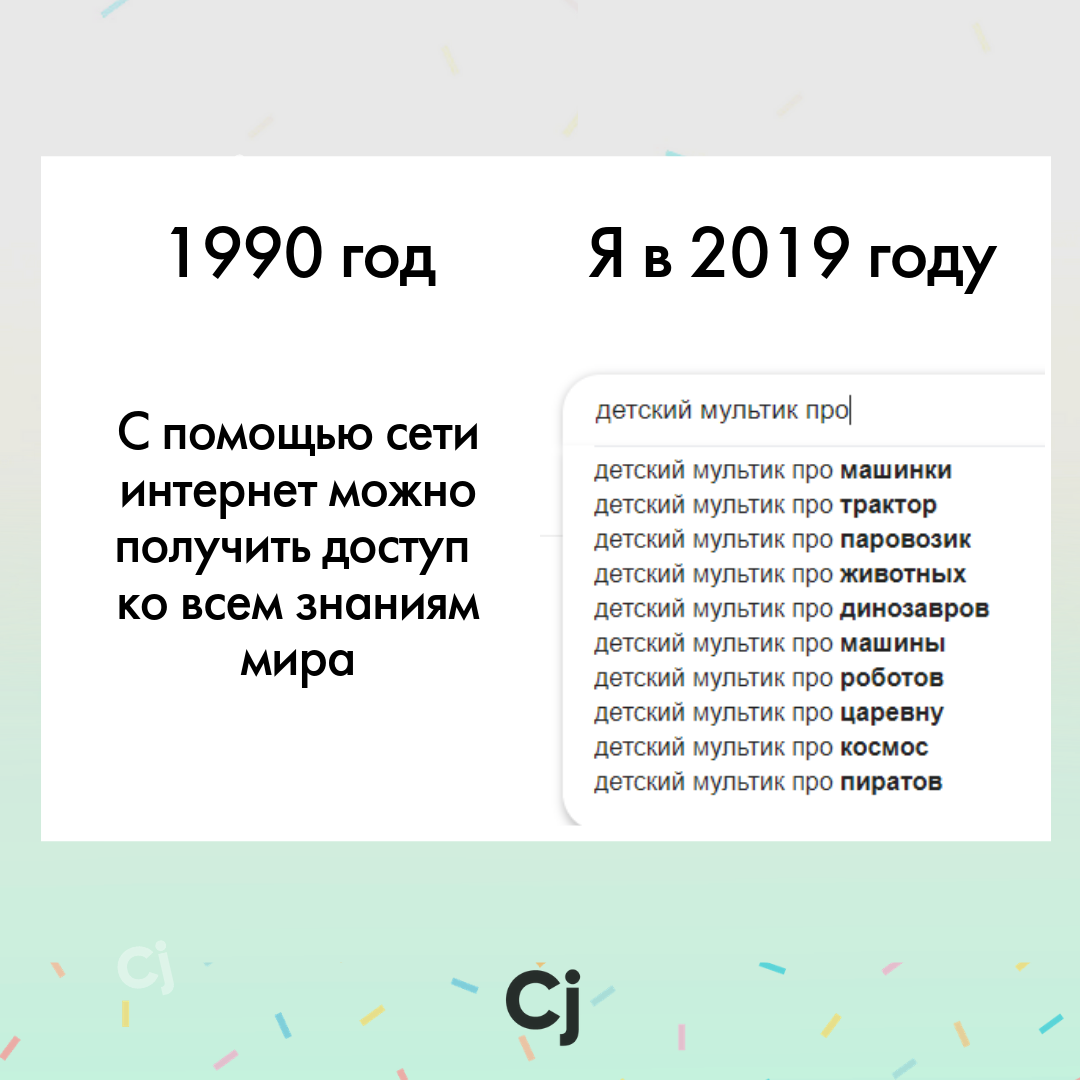 1990 год
С помощью сети
интернет можно
получить доступ
ко всем знаниям
мира
Я в 2019 году
детский мультик про
детский мультик про машинки
детский мультик про трактор
детский мультик про паровозик
детский мультик про животных
детский мультик про динозавров
детский мультик про машины
детский мультик про роботов
детский мультик про царевну
детский мультик про космос
детский мультик про пиратов
Cj
Cj